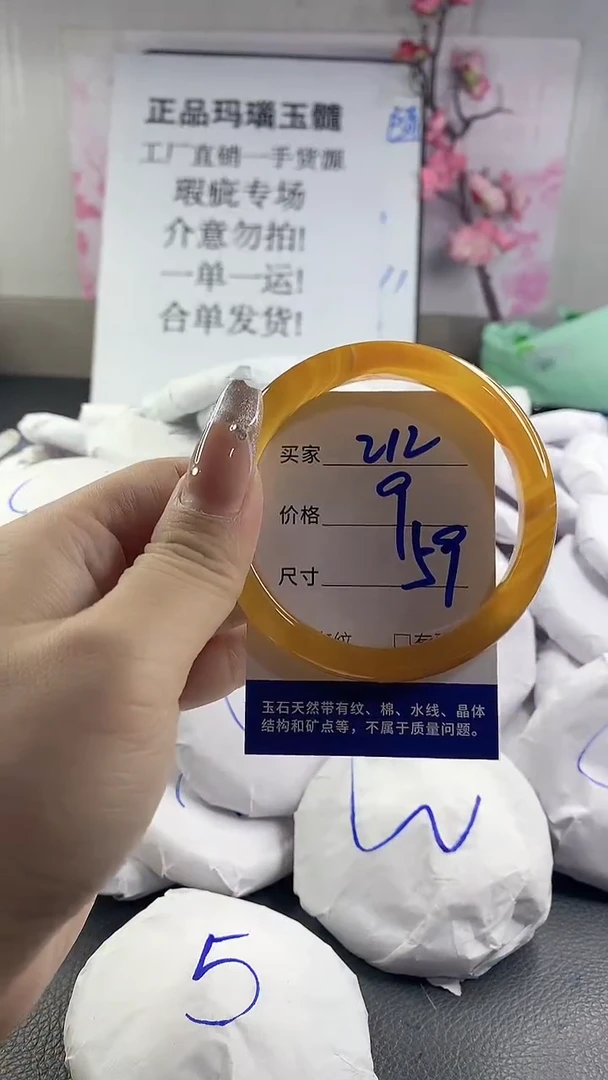 正品玛瑙玉髓
工厂直销一手货源
瑕疵专场
介意勿拍!
一单一运!
合单发货!
买家 212
价格 9
尺寸 59
纹 □有
玉石天然带有纹、棉、水线、晶体
结构和矿点等，不属于质量问题。
W
5